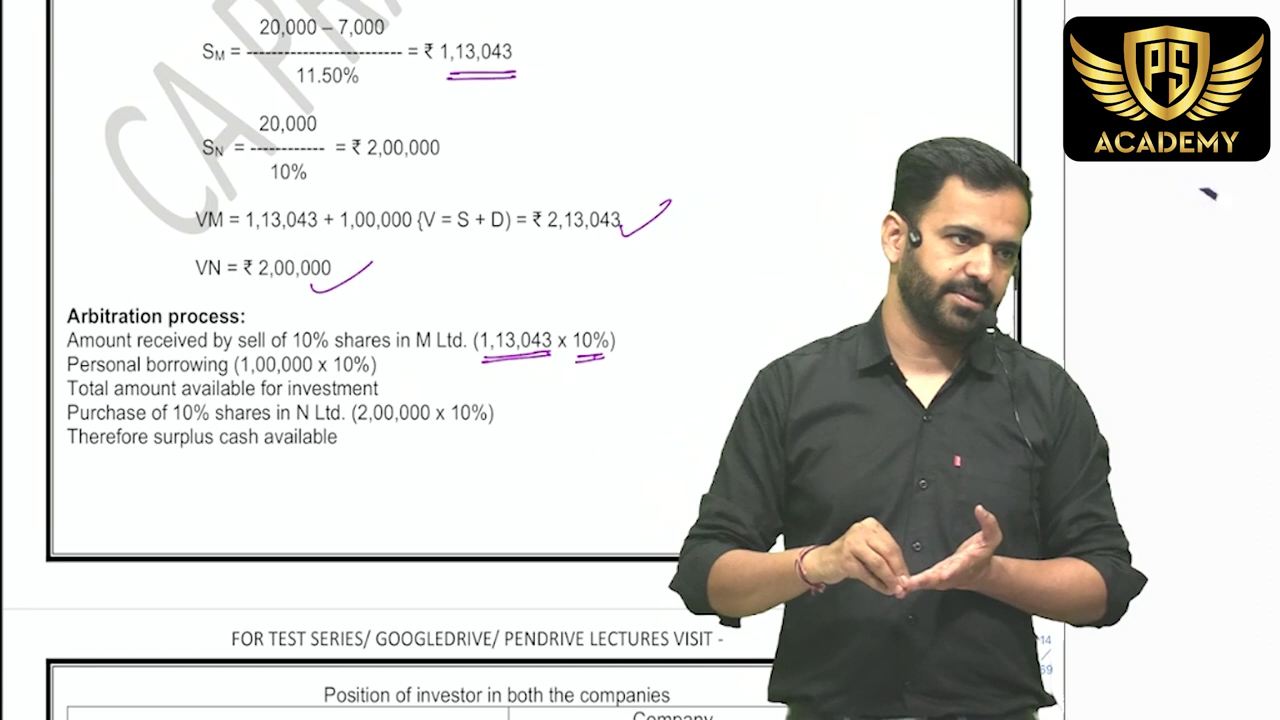 20,000 – 7,000
SM = ------------------------- = ₹ 1,13,043
11.50%
20,000
SN = ------------ = ₹ 2,00,000
10%
VM = 1,13,043 + 1,00,000 {V = S + D) = ₹ 2,13,043
VN = ₹ 2,00,000
Arbitration process:
Amount received by sell of 10% shares in M Ltd. (1,13,043 x 10%)
Personal borrowing (1,00,000 x 10%)
Total amount available for investment
Purchase of 10% shares in N Ltd. (2,00,000 x 10%)
Therefore surplus cash available
FOR TEST SERIES/ GOOGLEDRIVE/ PENDRIVE LECTURES VISIT -
Position of investor in both the companies
Company
PS
ACADEMY
14
/
69